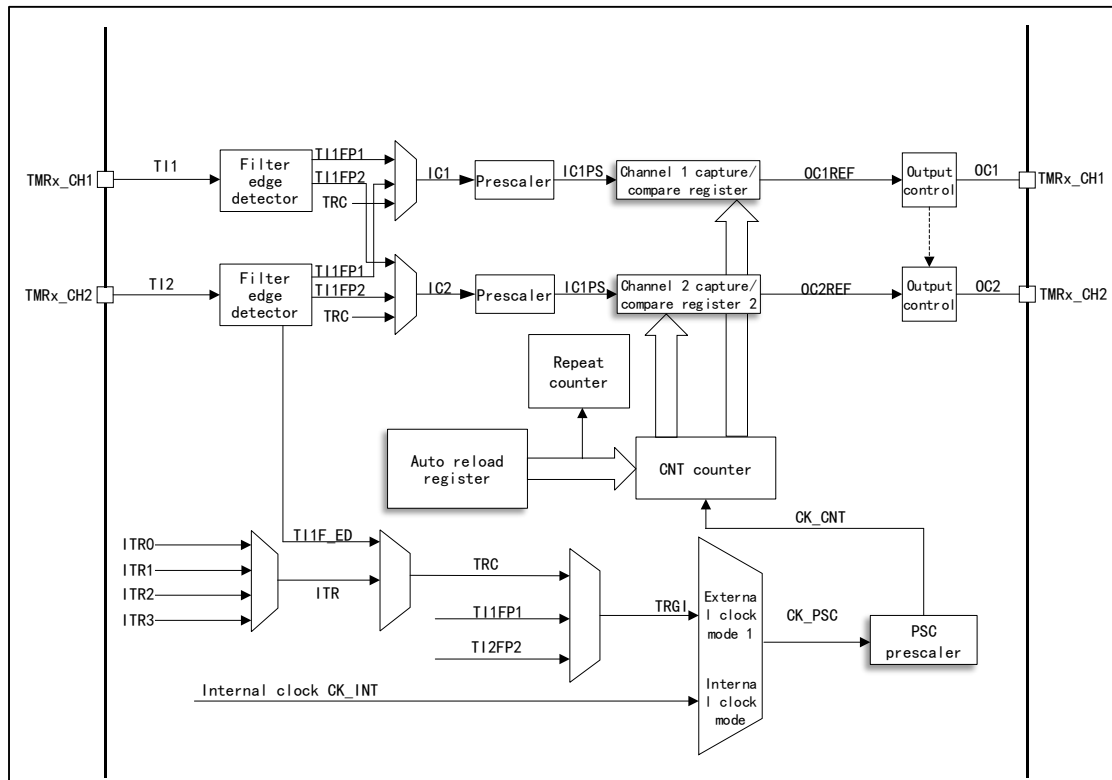 TMRx_CH1
TI1
Filter
edge
detector
TI1FP1
TI1FP2
TRC
IC1
Prescaler
IC1PS
Channel 1 capture/
compare register
OC1REF
Output
control
OC1
TMRx_CH1
TMRx_CH2
TI2
Filter
edge
detector
TI1FP1
TI1FP2
TRC
IC2
Prescaler
IC1PS
Channel 2 capture/
compare register 2
OC2REF
Output
control
OC2
TMRx_CH2
Repeat
counter
Auto reload
register
CNT counter
CK_CNT
ITR0
ITR1
ITR2
ITR3
ITR
TI1F_ED
TRC
TI1FP1
TI2FP2
TRGI
Externa
l clock
mode 1
CK_PSC
PSC
prescaler
Internal clock CK_INT
Interna
l clock
mode